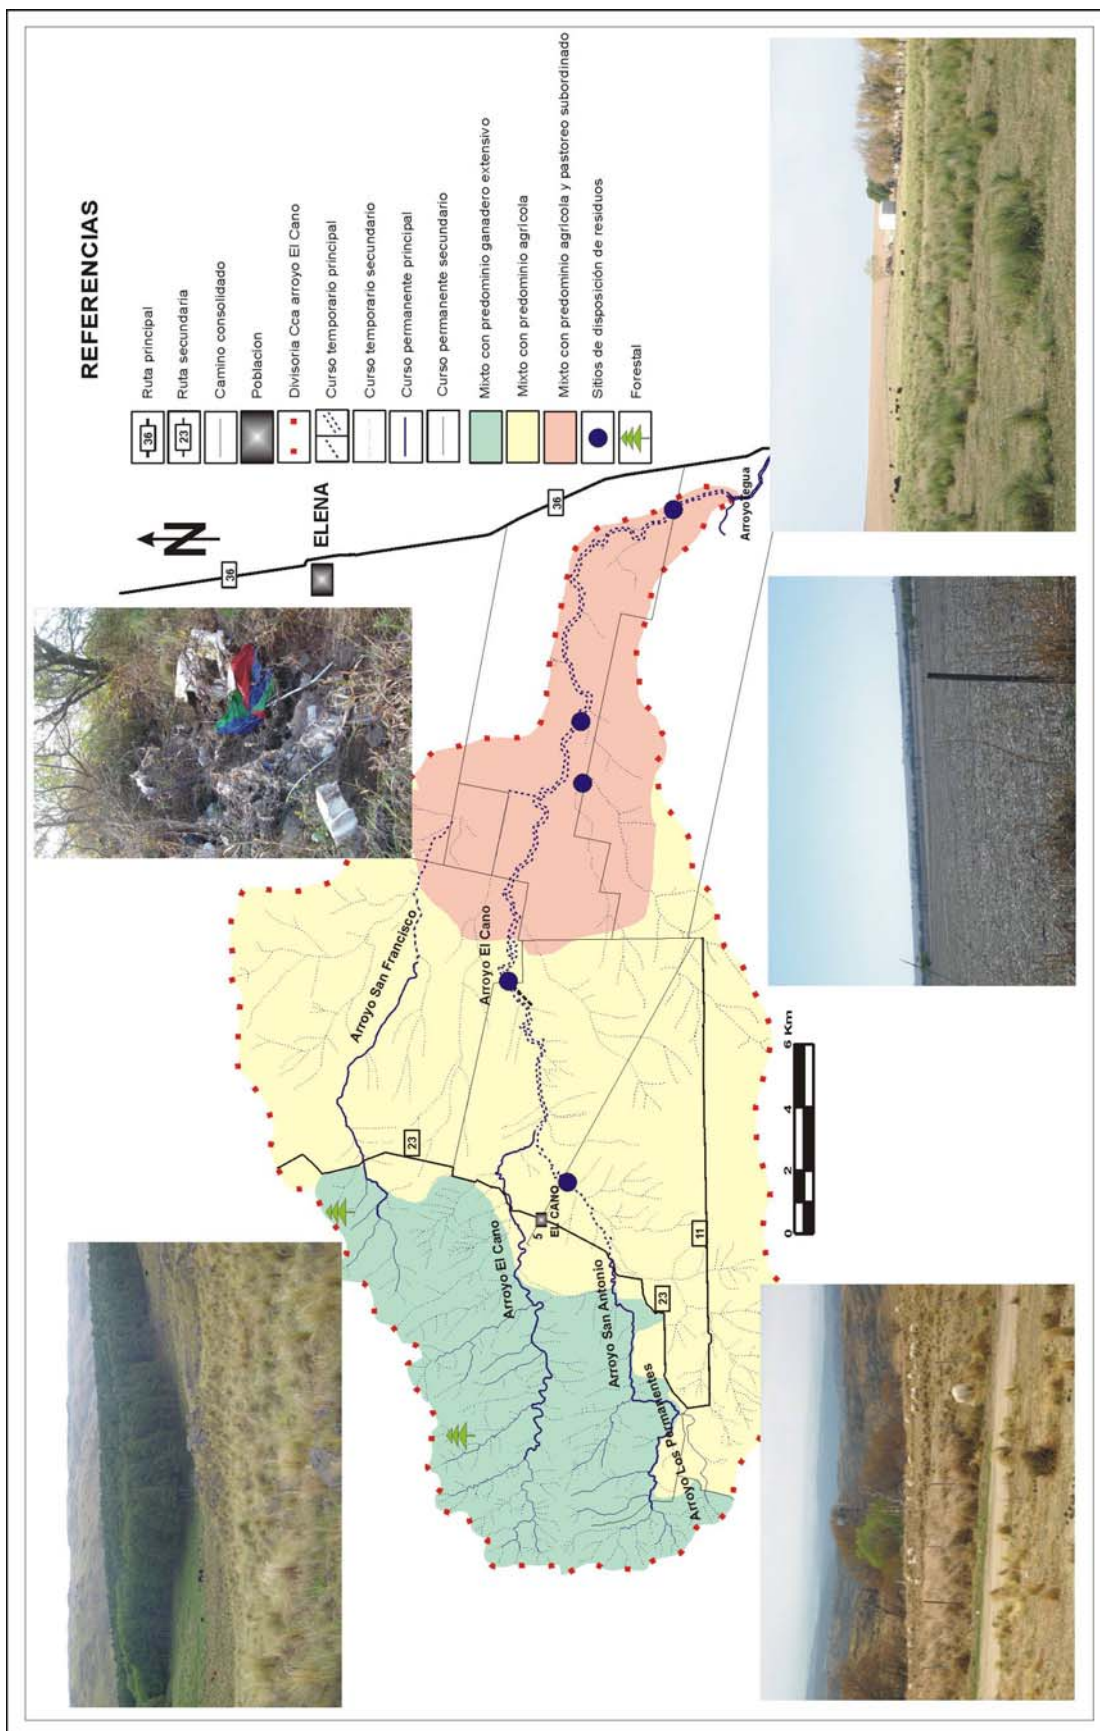 REFERENCIAS
36 Ruta principal
23 Ruta secundaria
Camino consolidado
Poblacion
Divisoria Cca arroyo El Cano
Curso temporario principal
Curso temporario secundario
Curso permanente principal
Curso permanente secundario
Mixto con predominio ganadero extensivo
Mixto con predominio agrícola
Mixto con predominio agrícola y pastoreo subordinado
Sitios de disposición de residuos
Forestal
N
36
ELENA
36
Arroyo San Francisco
Arroyo El Cano
Arroyo Tegua
23
Arroyo El Cano
5
EL CANO
Arroyo San Antonio
23
11
Arroyo Los Permanentes
0 2 4 6 Km